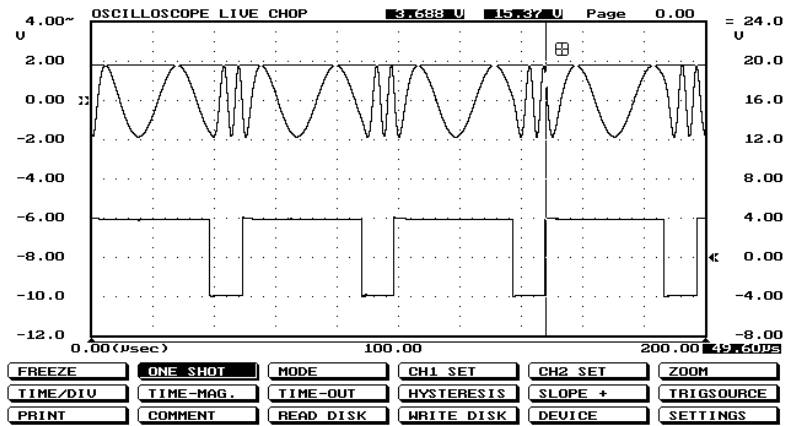 OSCILLOSCOPE LIVE CHOP 3.688 V 15.37 V Page 0.00
4.00~ = 24.0
V V
2.00 20.0
0.00 16.0
-2.00 12.0
-4.00 8.00
-6.00 4.00
-8.00 0.00
-10.0 -4.00
-12.0 -8.00
0.00(µsec) 100.00 200.00 49.60µs
FREEZE ONE SHOT MODE CH1 SET CH2 SET ZOOM
TIME/DIV TIME-MAG. TIME-OUT HYSTERESIS SLOPE + TRIGSOURCE
PRINT COMMENT READ DISK WRITE DISK DEVICE SETTINGS